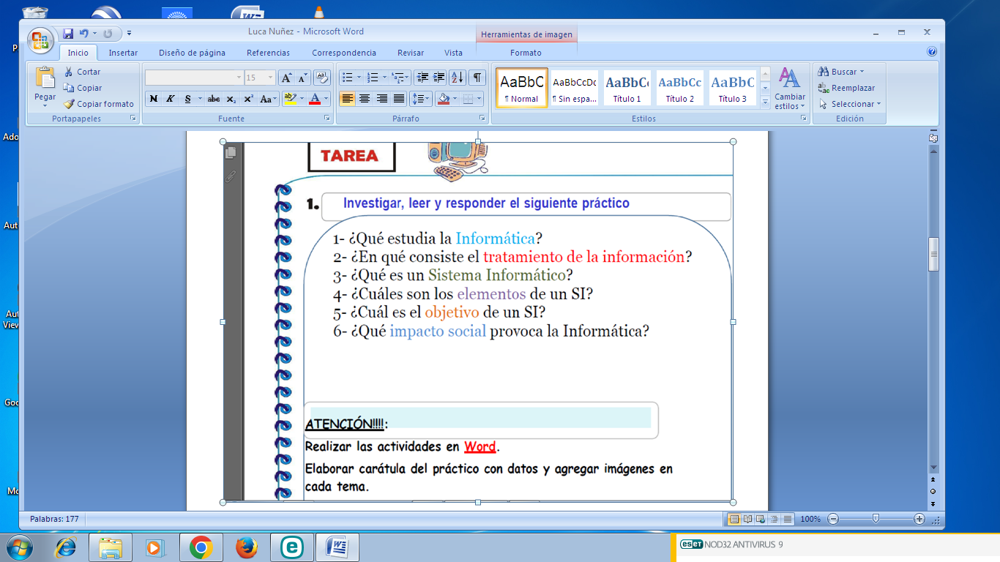 Luca Nuñez - Microsoft Word
Herramientas de imagen
Inicio Insertar Diseño de página Referencias Correspondencia Revisar Vista Formato
Pegar
Cortar
Copiar
Copiar formato
Portapapeles
15
Fuente
Párrafo
AaBbC AaBbCcDc AaBbCc AaBbCc AaBbC
¶ Normal ¶ Sin espa... Título 1 Título 2 Título 3
Cambiar estilos
Estilos
Buscar
Reemplazar
Seleccionar
Edición
TAREA
1. Investigar, leer y responder el siguiente práctico
1- ¿Qué estudia la Informática?
2- ¿En qué consiste el tratamiento de la información?
3- ¿Qué es un Sistema Informático?
4- ¿Cuáles son los elementos de un SI?
5- ¿Cuál es el objetivo de un SI?
6- ¿Qué impacto social provoca la Informática?
ATENCIÓN!!!!:
Realizar las actividades en Word.
Elaborar carátula del práctico con datos y agregar imágenes en
cada tema.
Palabras: 177
100%
eset NOD32 ANTIVIRUS 9